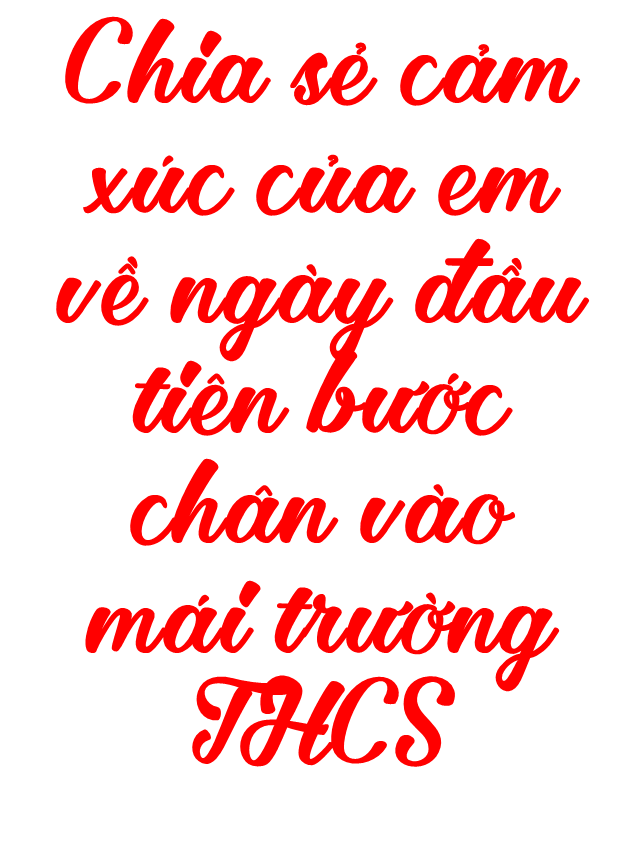 Chia sẻ cảm
xúc của em
về ngày đầu
tiên bước
chân vào
mái trường
THCS